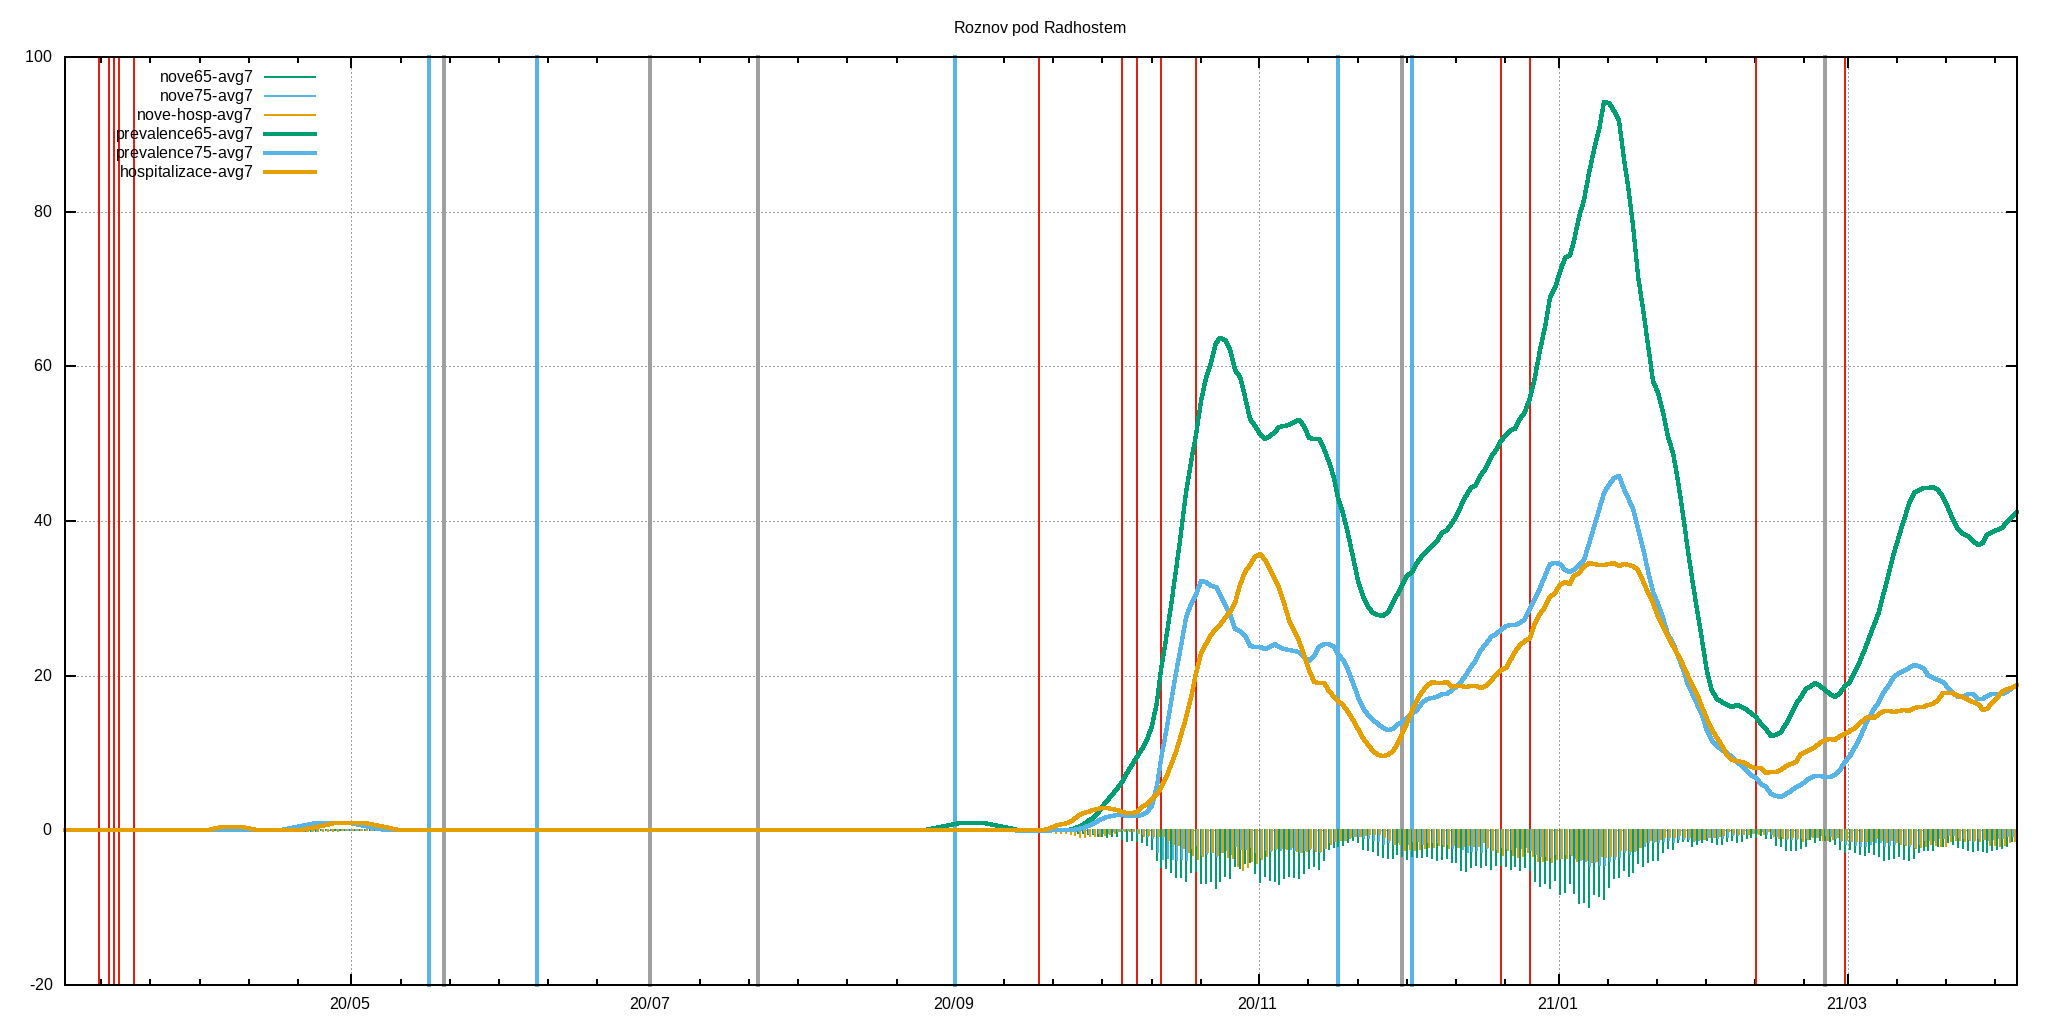 Roznov pod Radhostem
100
80
60
40
20
0
-20
nove65-avg7
nove75-avg7
nove-hosp-avg7
prevalence65-avg7
prevalence75-avg7
hospitalizace-avg7
20/05
20/07
20/09
20/11
21/01
21/03